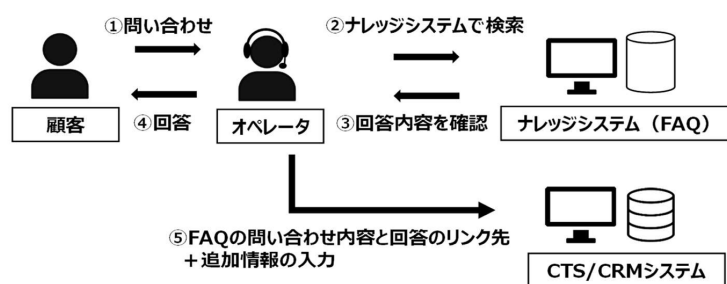 ①問い合わせ
②ナレッジシステムで検索
顧客
④回答
オペレータ
③回答内容を確認
ナレッジシステム（FAQ）
⑤FAQの問い合わせ内容と回答のリンク先
＋追加情報の入力
CTS/CRMシステム